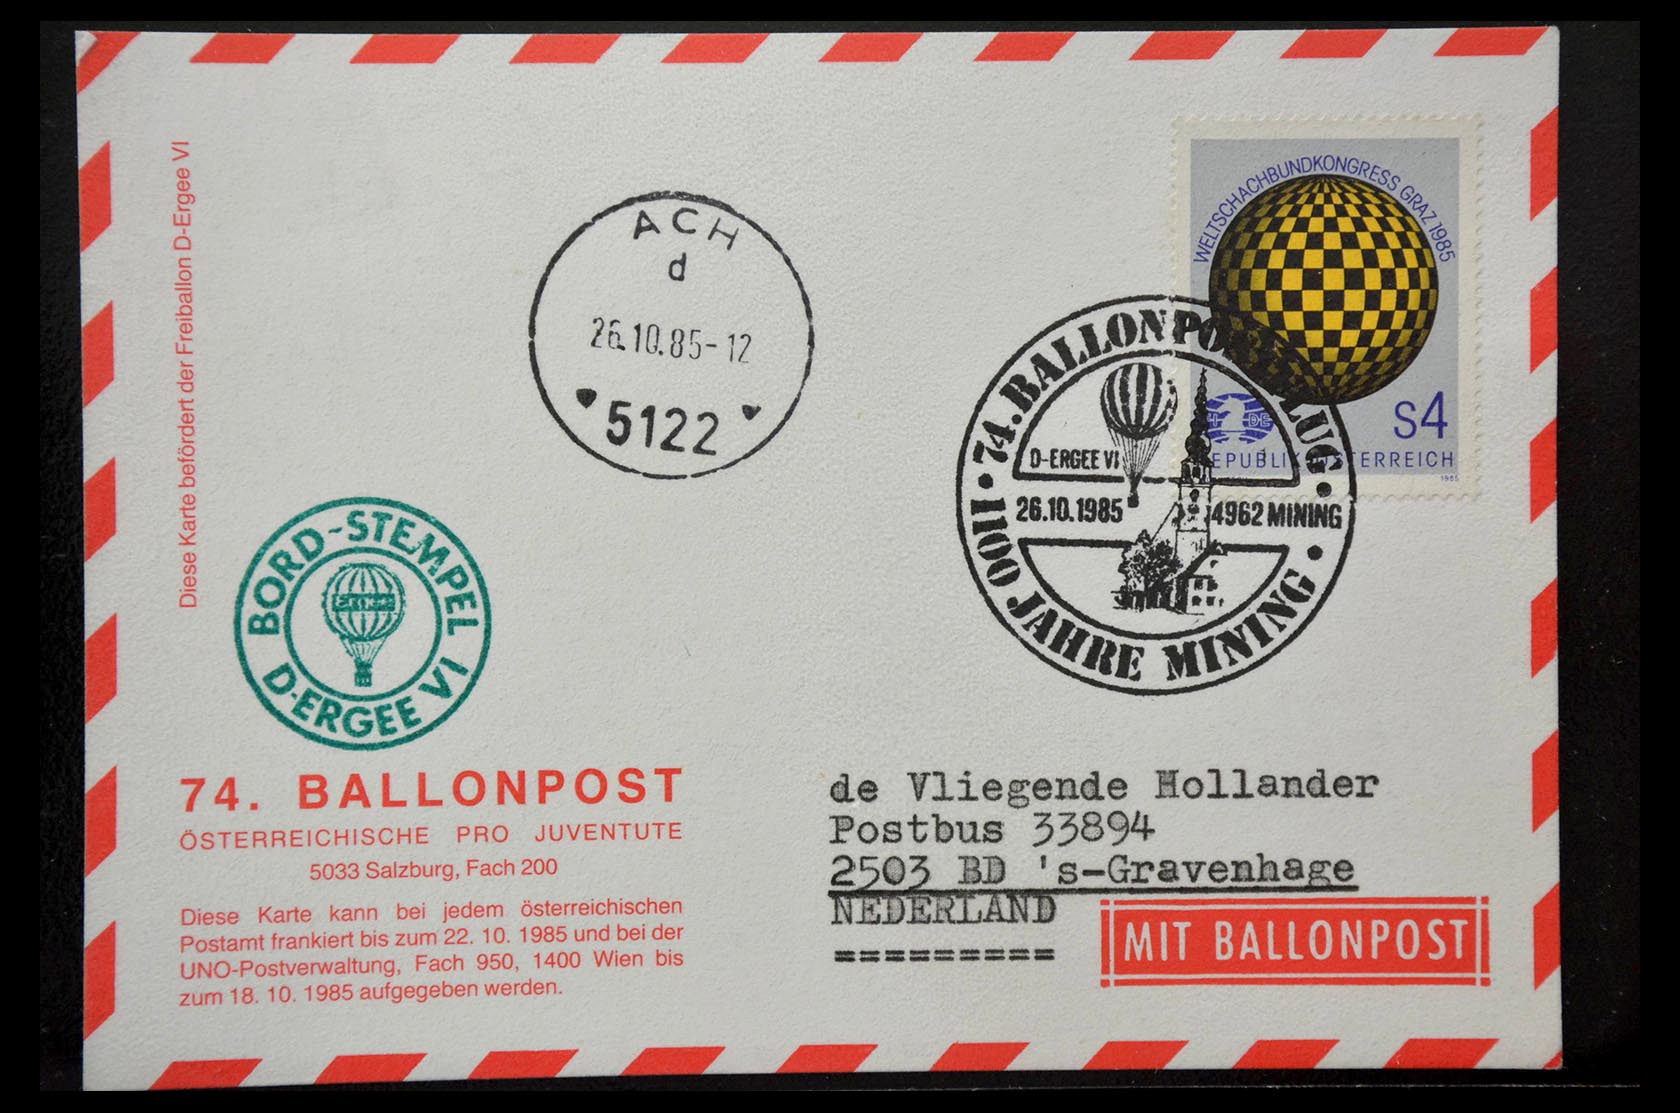 Diese Karte befördert der Freiballon D-Ergee VI
ACH
d
26.10.85-12
5122
WELTSCHACHBUNDKONGRESS GRAZ 1985
S4
REPUBLIK ÖSTERREICH
1985
74. BALLONPOSTFLUG
D-ERGEE VI
26.10.1985
4962 MINING
1100 JAHRE MINING
BORD-STEMPEL
D-ERGEE VI
74. BALLONPOST
ÖSTERREICHISCHE PRO JUVENTUTE
5033 Salzburg, Fach 200
Diese Karte kann bei jedem österreichischen
Postamt frankiert bis zum 22. 10. 1985 und bei der
UNO-Postverwaltung, Fach 950, 1400 Wien bis
zum 18. 10. 1985 aufgegeben werden.
de Vliegende Hollander
Postbus 33894
2503 BD 's-Gravenhage
NEDERLAND
==========
MIT BALLONPOST